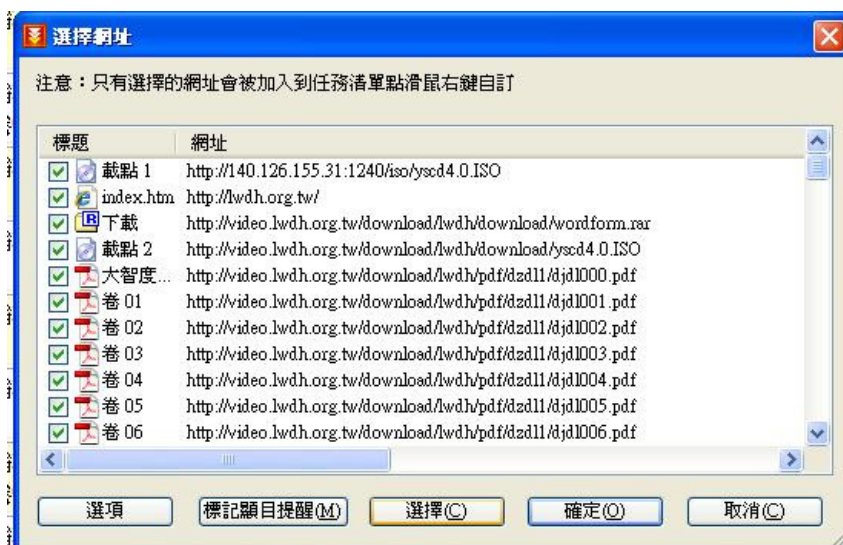 選擇網址
注意：只有選擇的網址會被加入到任務清單點滑鼠右鍵自訂
標題 網址
載點 1 http://140.126.155.31:1240/iso/yscd4.0.ISO
index.htm http://lwdh.org.tw/
下載 http://video.lwdh.org.tw/download/lwdh/download/wordform.rar
載點 2 http://video.lwdh.org.tw/download/lwdh/download/yscd4.0.ISO
大智度... http://video.lwdh.org.tw/download/lwdh/pdf/dzdl1/djdl000.pdf
卷 01 http://video.lwdh.org.tw/download/lwdh/pdf/dzdl1/djdl001.pdf
卷 02 http://video.lwdh.org.tw/download/lwdh/pdf/dzdl1/djdl002.pdf
卷 03 http://video.lwdh.org.tw/download/lwdh/pdf/dzdl1/djdl003.pdf
卷 04 http://video.lwdh.org.tw/download/lwdh/pdf/dzdl1/djdl004.pdf
卷 05 http://video.lwdh.org.tw/download/lwdh/pdf/dzdl1/djdl005.pdf
卷 06 http://video.lwdh.org.tw/download/lwdh/pdf/dzdl1/djdl006.pdf
選項 標記顯目提醒(M) 選擇(C) 確定(O) 取消(C)